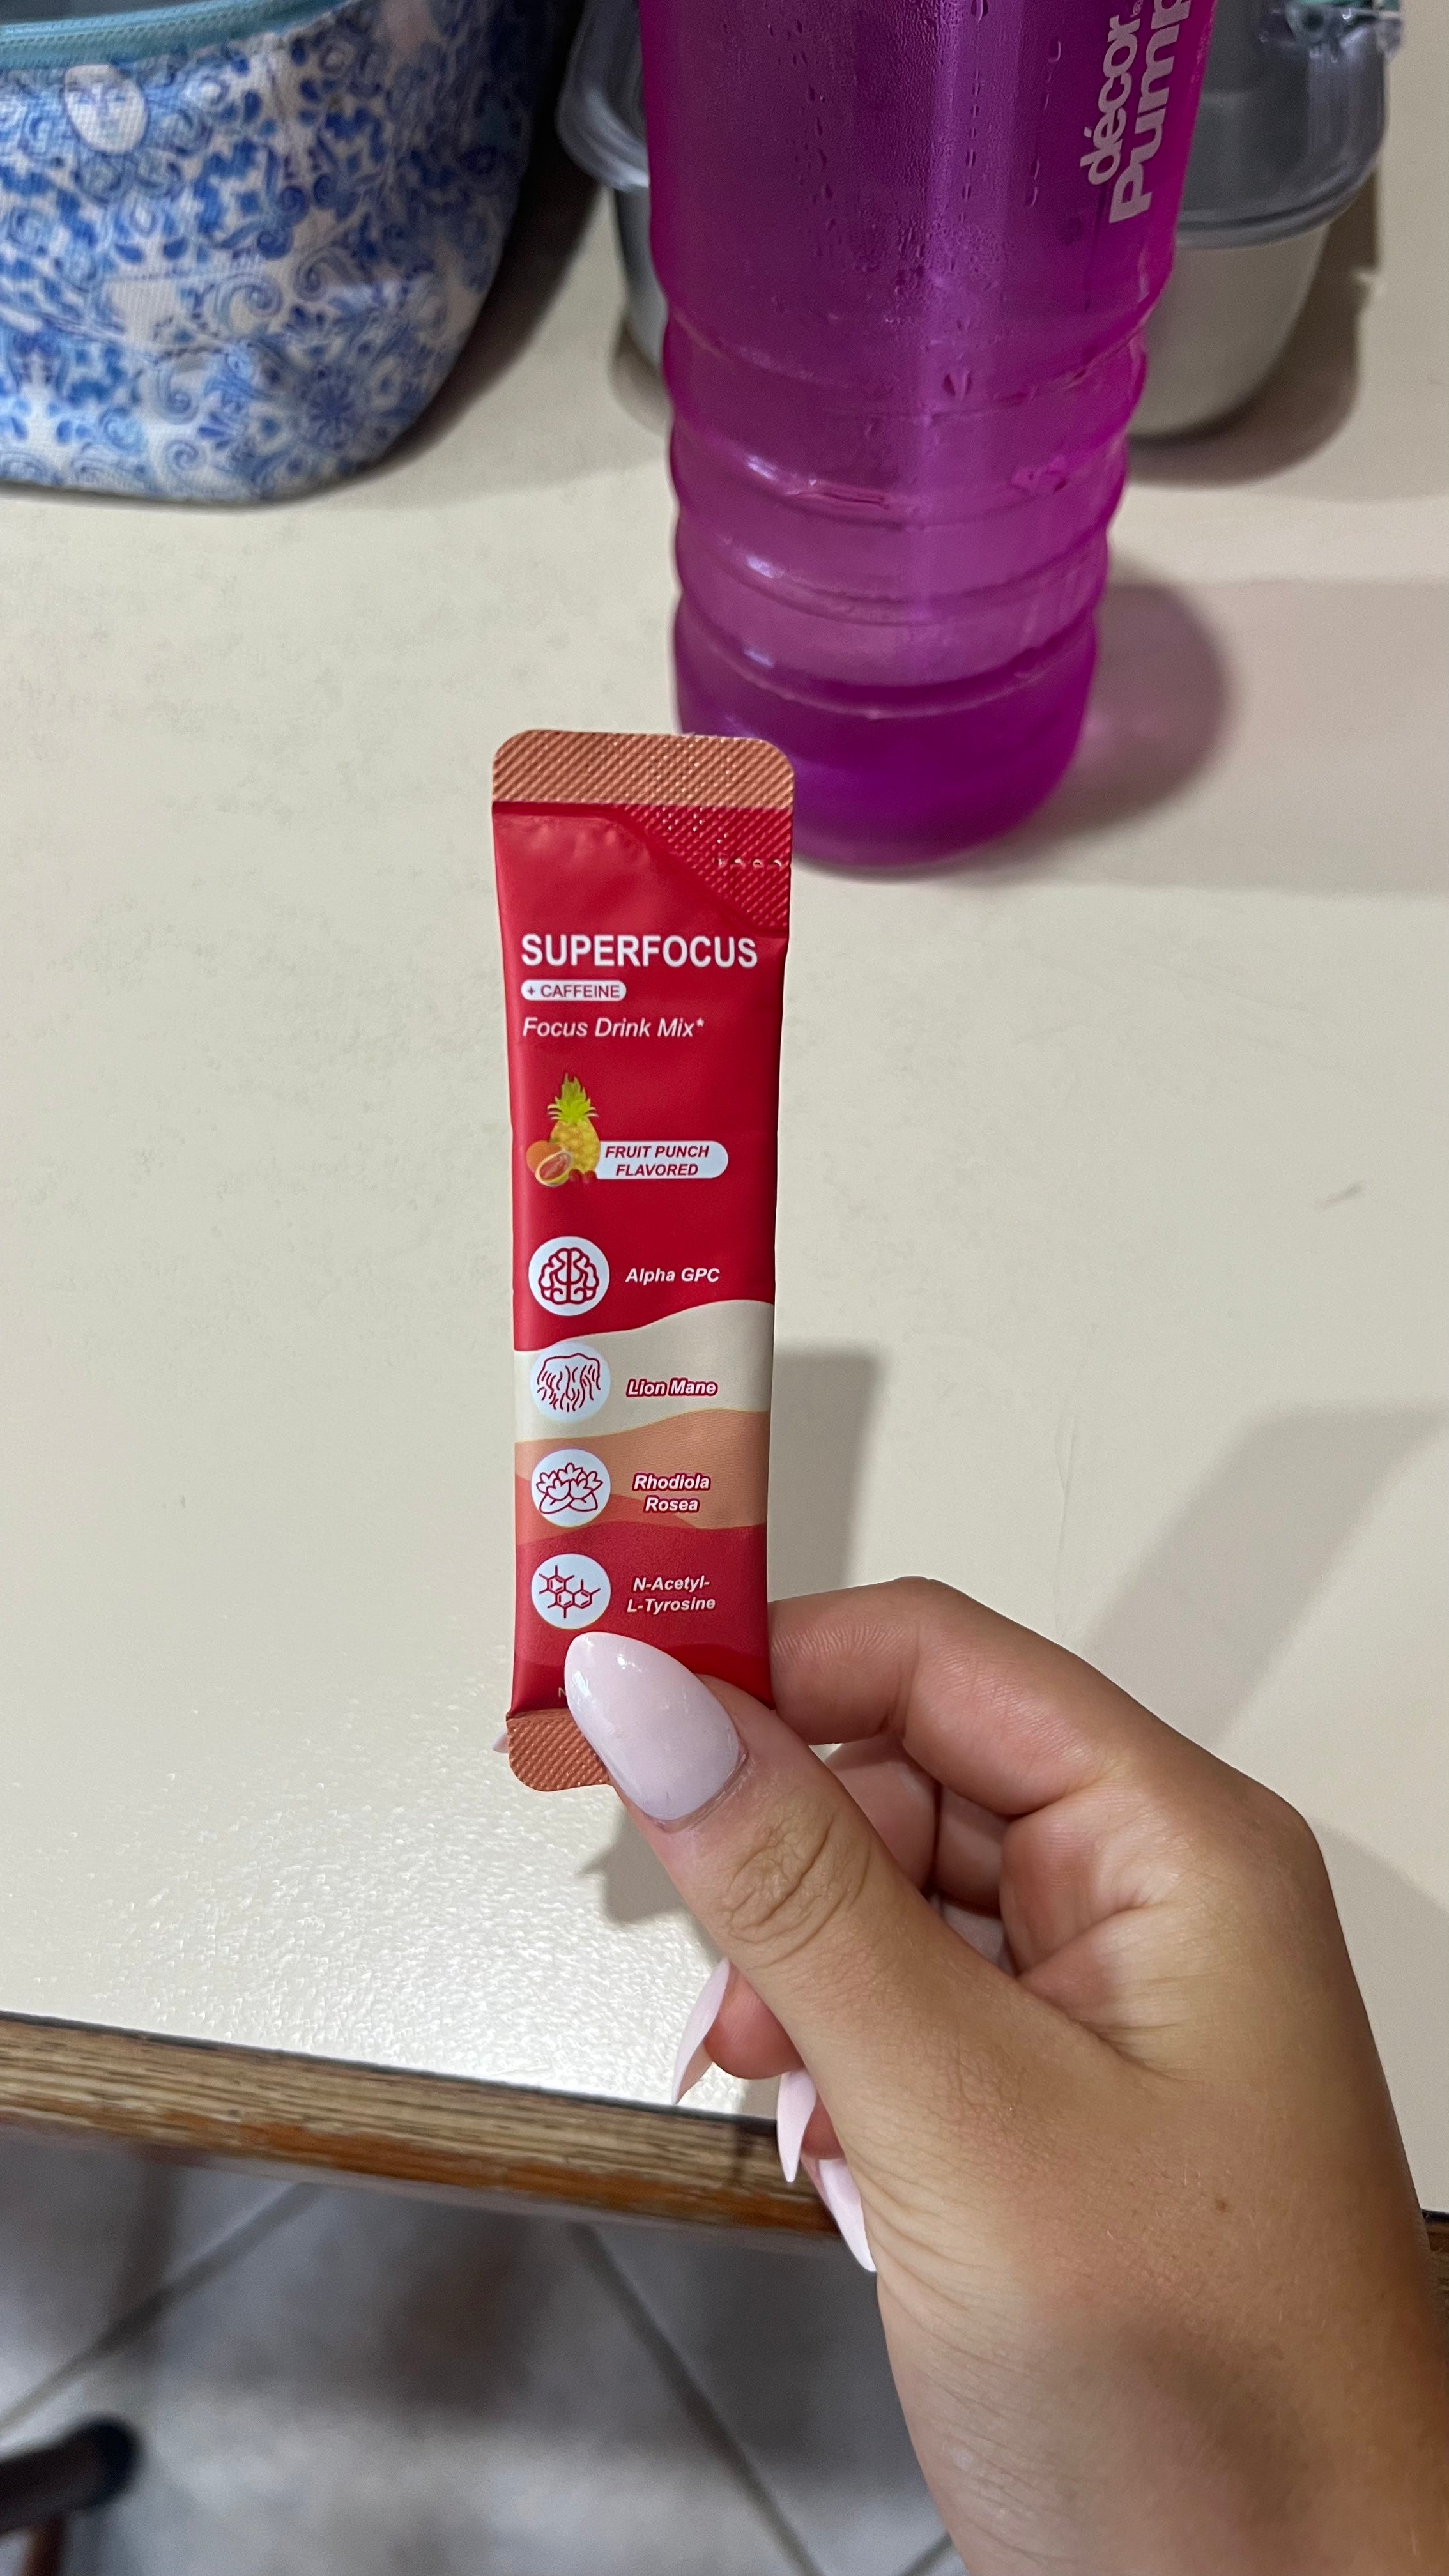 décor
Pump
SUPERFOCUS
+ CAFFEINE
Focus Drink Mix*
FRUIT PUNCH
FLAVORED
Alpha GPC
Lion Mane
Rhodiola
Rosea
N-Acetyl-
L-Tyrosine